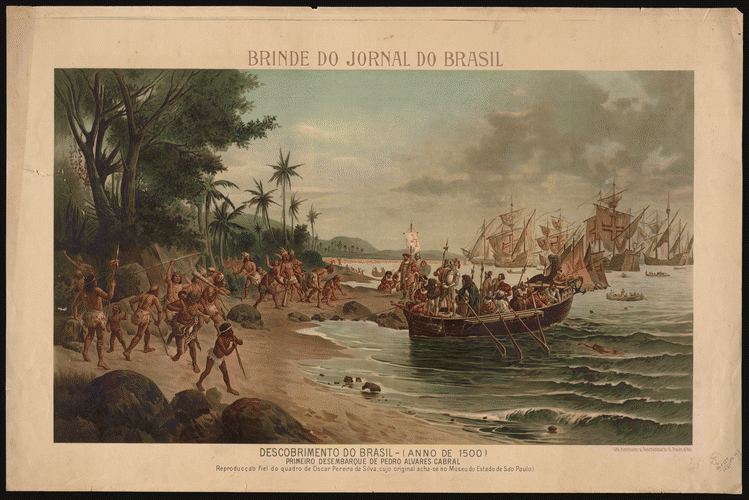 BRINDE DO JORNAL DO BRASIL
DESCOBRIMENTO DO BRASIL - (ANNO DE 1500)
PRIMEIRO DESEMBARQUE DE PEDRO ALVARES CABRAL
Reproducção fiel do quadro de Oscar Pereira da Silva, cujo original acha-se no Museu do Estado de São Paulo)